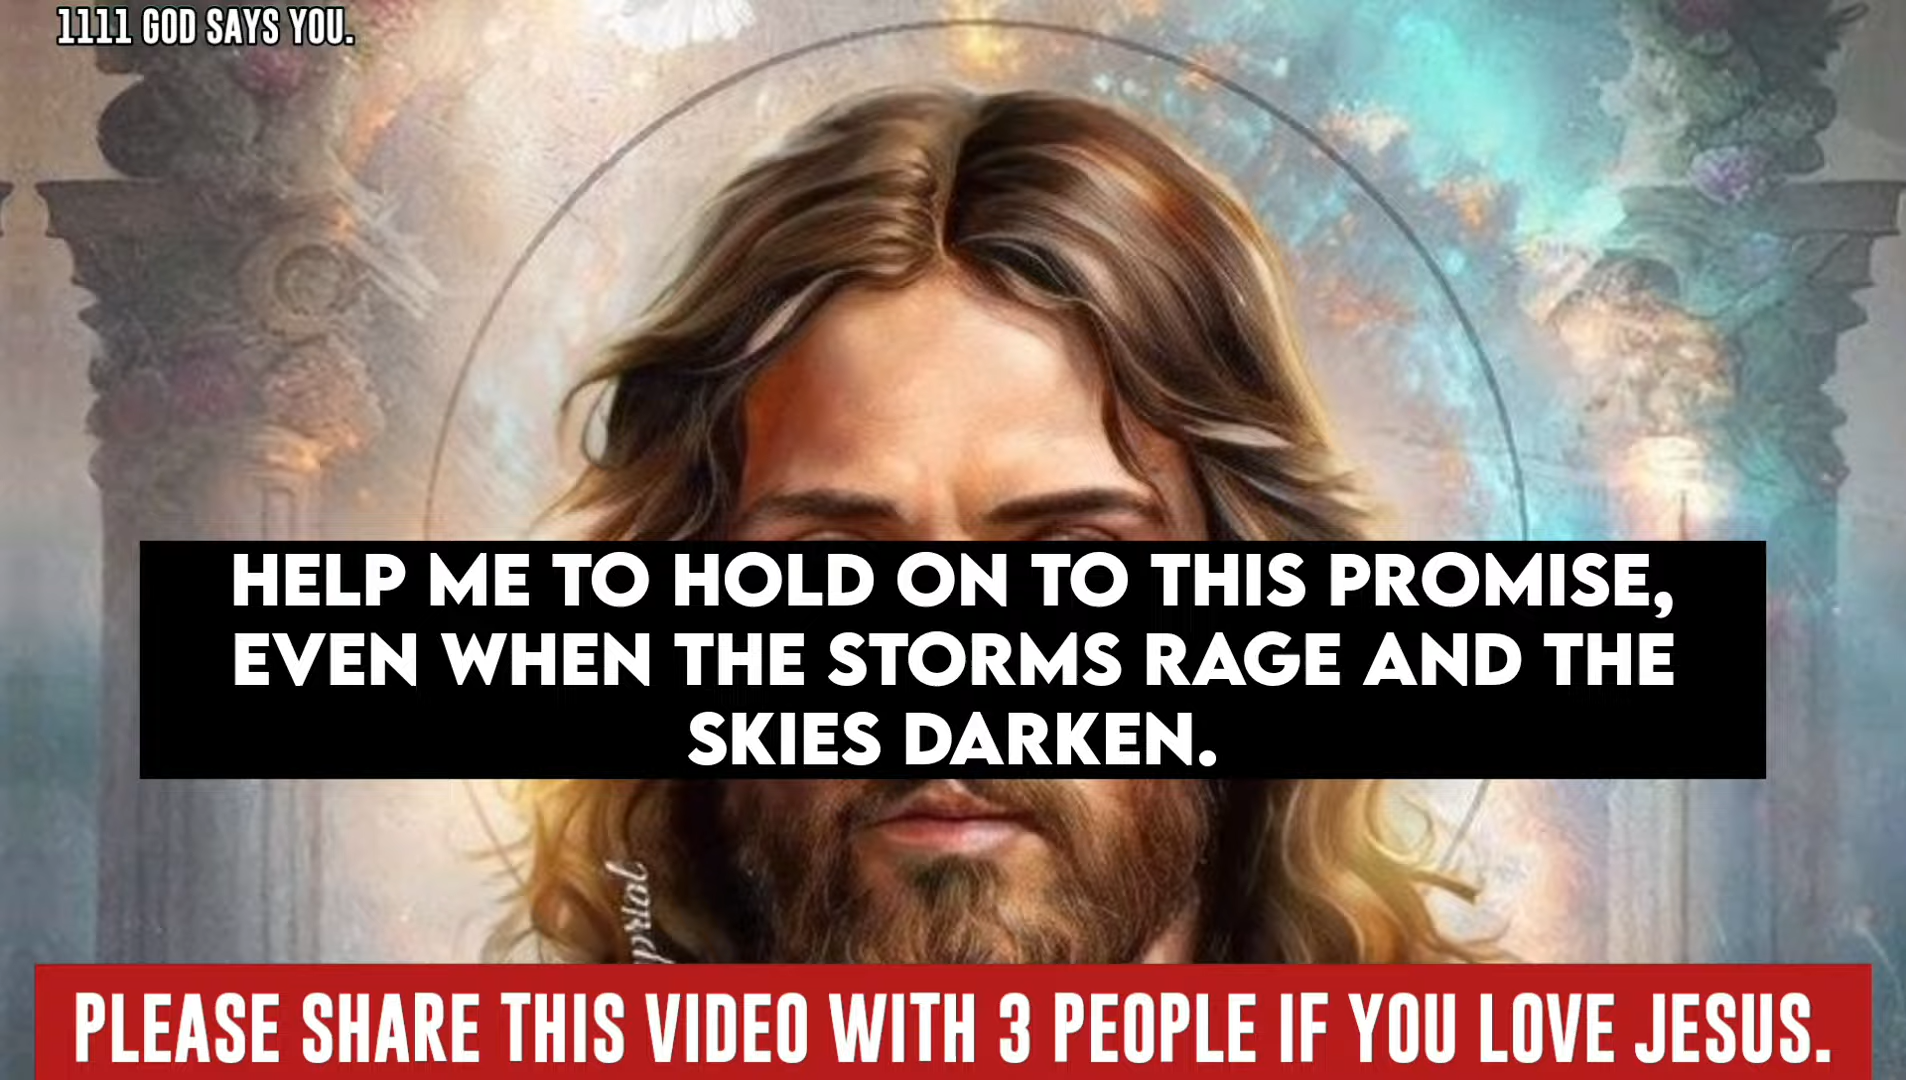 1111 GOD SAYS YOU.
HELP ME TO HOLD ON TO THIS PROMISE,
EVEN WHEN THE STORMS RAGE AND THE
SKIES DARKEN.
PLEASE SHARE THIS VIDEO WITH 3 PEOPLE IF YOU LOVE JESUS.